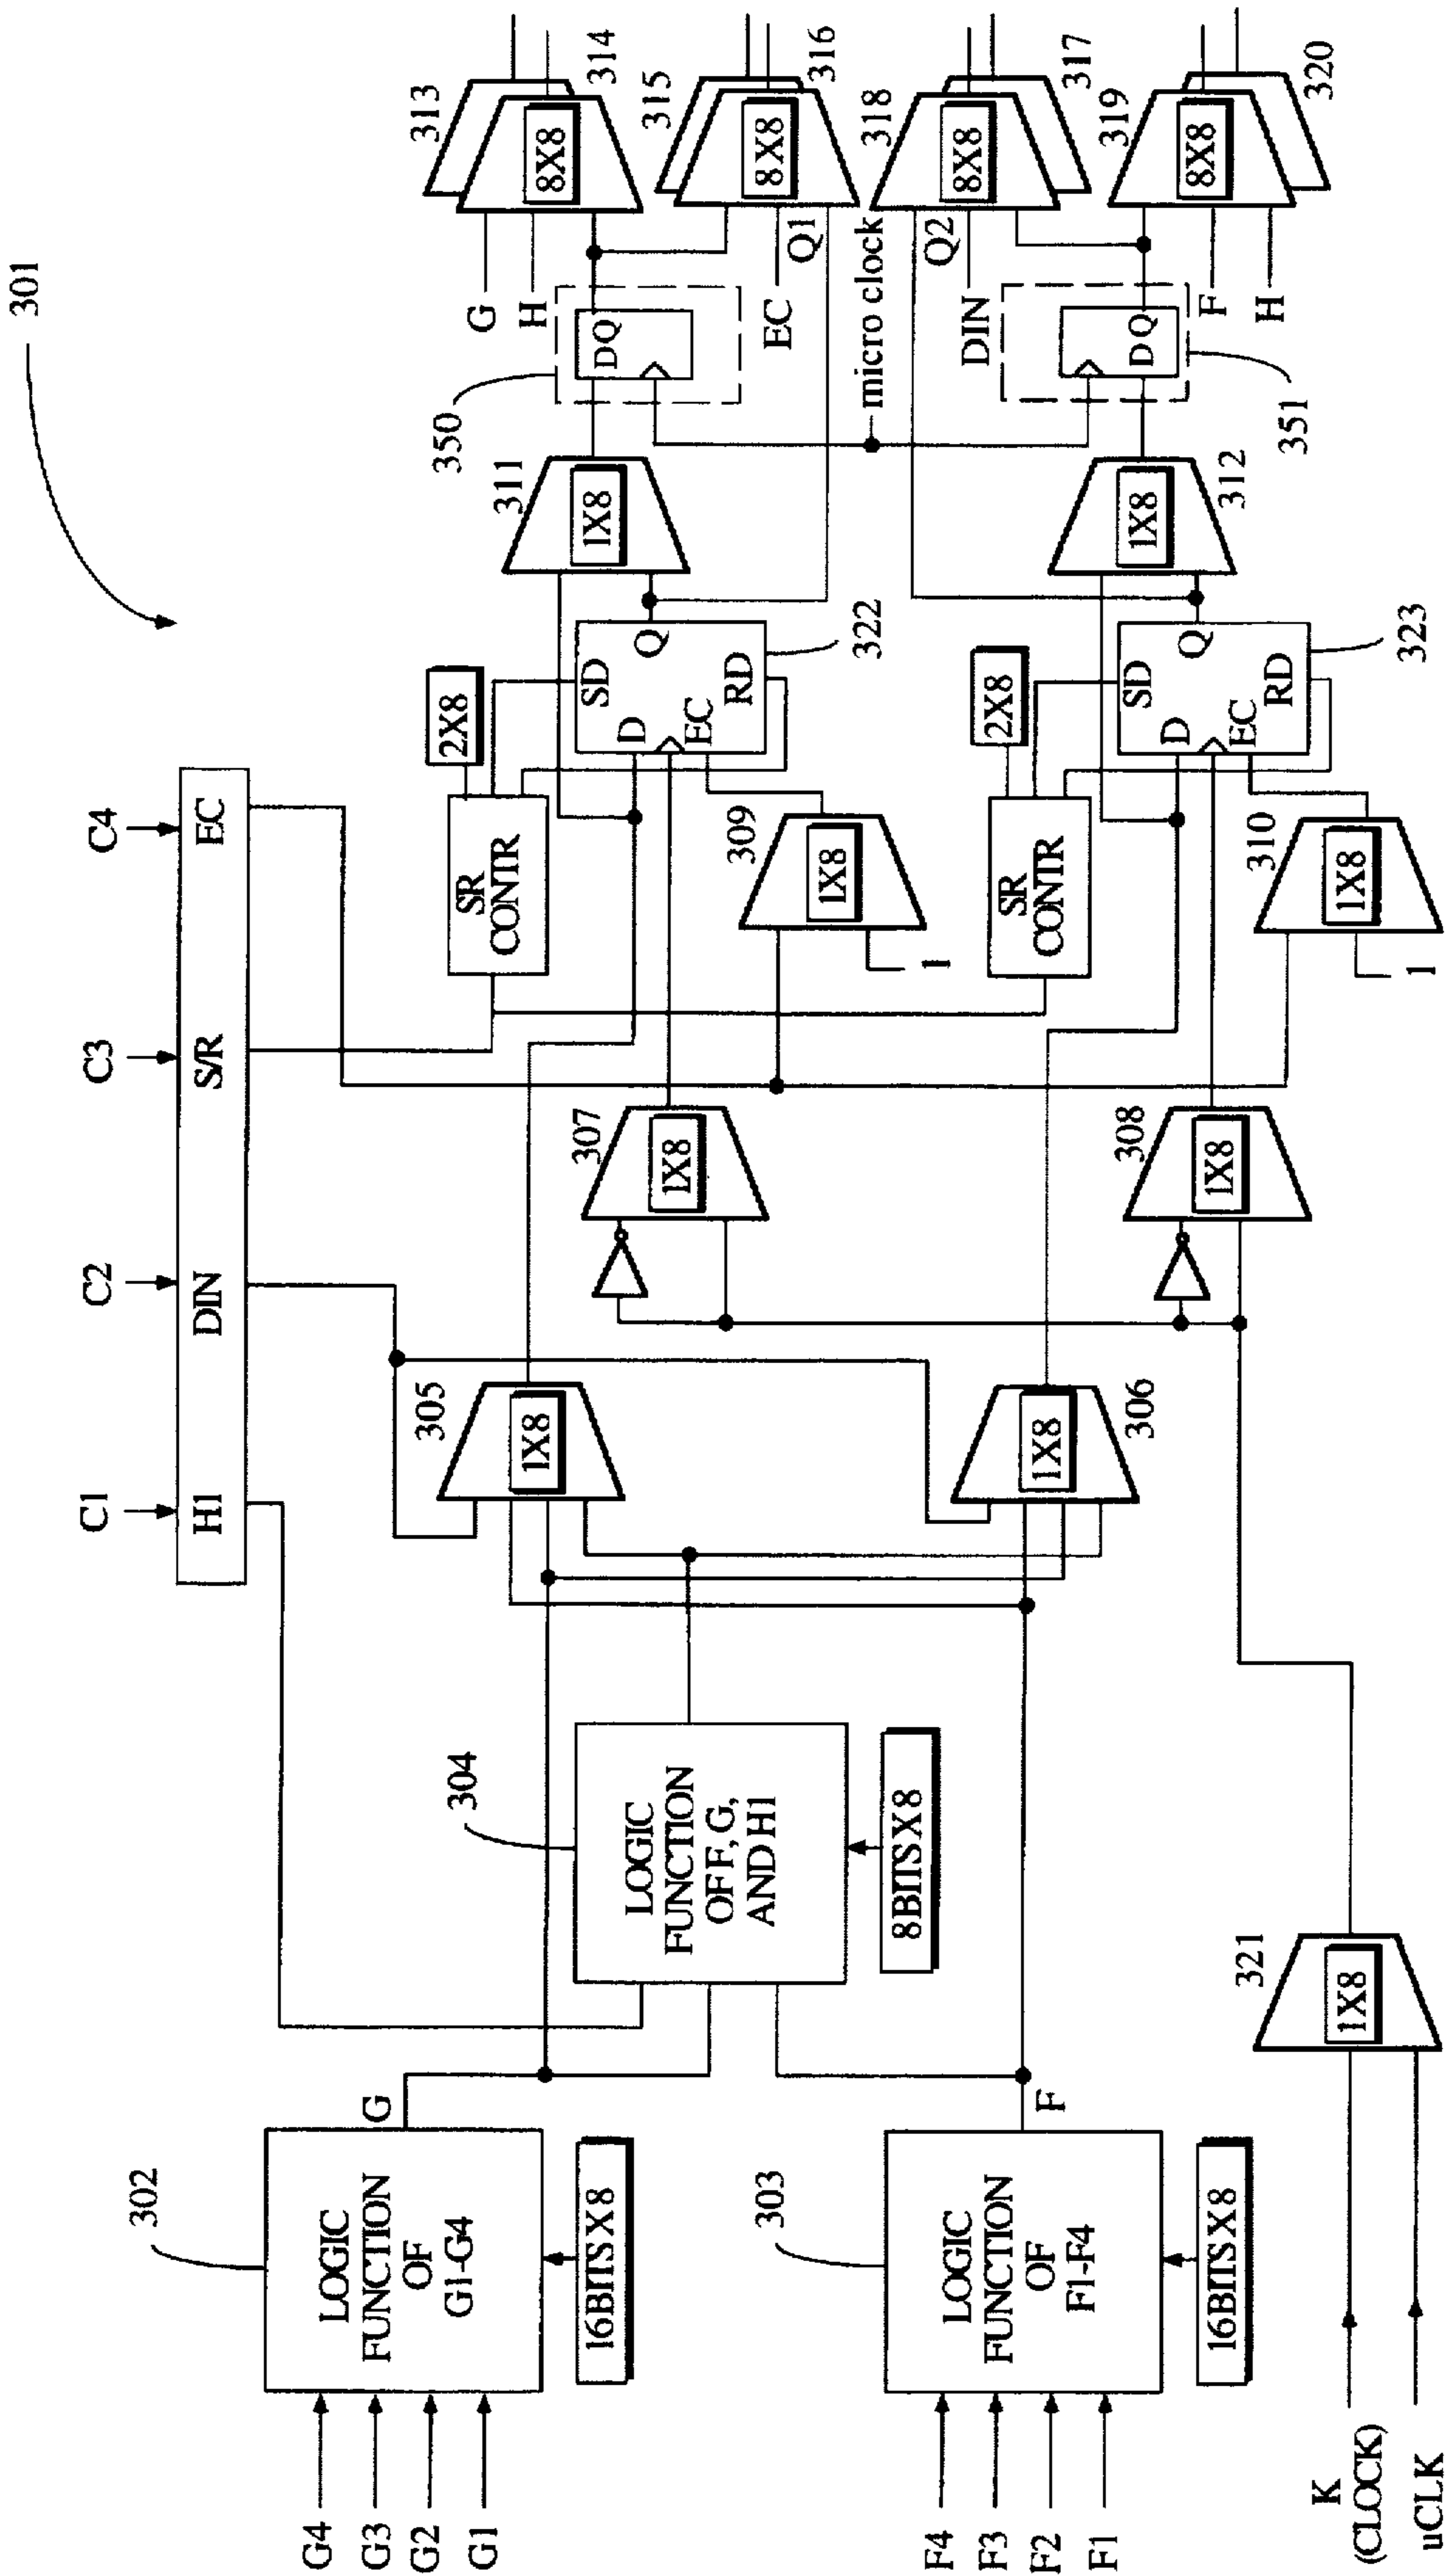 301
C1
C2
C3
C4
H1
DIN
S/R
EC
302
G4
G3
G2
G1
LOGIC
FUNCTION
OF
G1-G4
16BITS X 8
G
303
F4
F3
F2
F1
LOGIC
FUNCTION
OF
F1-F4
16BITS X 8
F
304
LOGIC
FUNCTION
OF F, G,
AND H1
8BITS X 8
K
(CLOCK)
uCLK
321
1X8
305
1X8
306
1X8
307
1X8
308
1X8
SR
CONTR
2X8
309
1X8
1
SD
D
Q
EC
RD
322
SR
CONTR
2X8
310
1X8
1
SD
D
Q
EC
RD
323
311
1X8
312
1X8
350
D Q
micro clock
351
D Q
G
H
313
8X8
314
EC
Q1
315
8X8
316
Q2
DIN
318
8X8
317
F
H
319
8X8
320